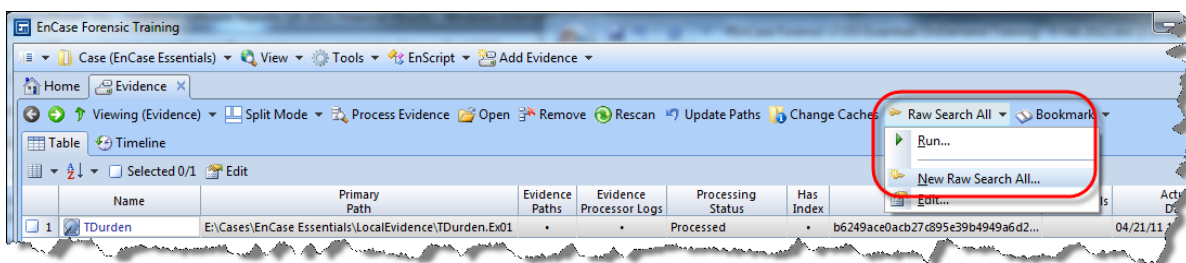 EnCase Forensic Training
Case (EnCase Essentials) View Tools EnScript Add Evidence
Home Evidence
Viewing (Evidence) Split Mode Process Evidence Open Remove Rescan Update Paths Change Caches Raw Search All Bookmark
Run...
Table Timeline
Selected 0/1 Edit
New Raw Search All...
Edit...
Name Primary Path Evidence Paths Evidence Processor Logs Processing Status Has Index
1 TDurden E:\Cases\EnCase Essentials\LocalEvidence\TDurden.Ex01 • • Processed • b6249ace0acb27c895e39b4949a6d2... 04/21/11